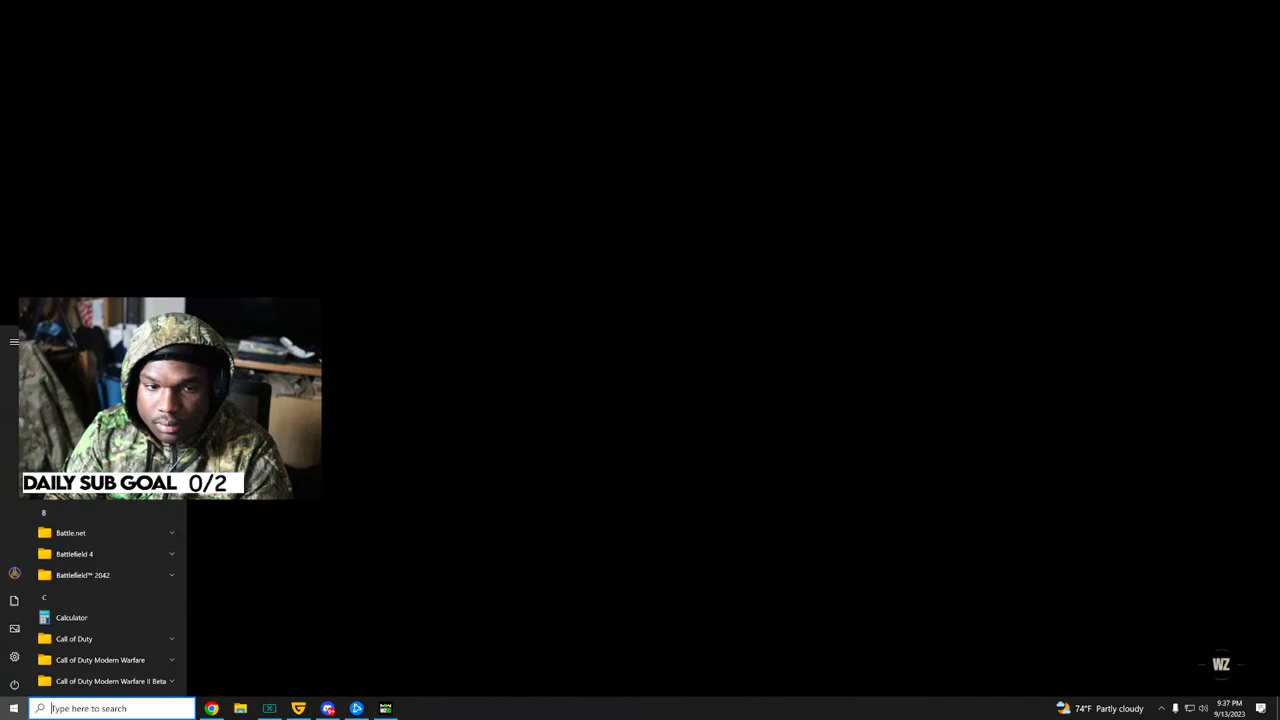 DAILY SUB GOAL 0/2
B
Battle.net
Battlefield 4
Battlefield™ 2042
C
Calculator
Call of Duty
Call of Duty Modern Warfare
Call of Duty Modern Warfare II Beta
WZ
Type here to search
74°F Partly cloudy
9:37 PM
9/13/2023